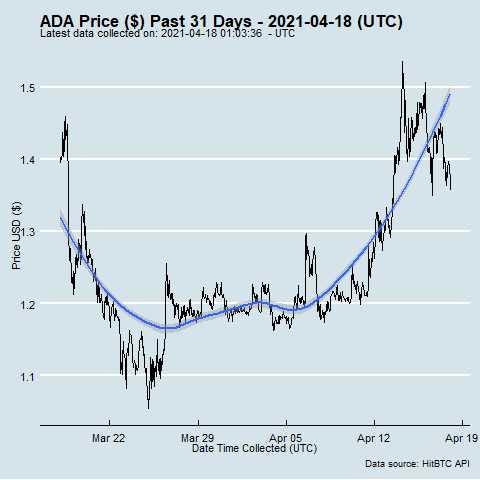 ADA Price ($) Past 31 Days - 2021-04-18 (UTC)
Latest data collected on: 2021-04-18 01:03:36 - UTC
1.5
1.4
1.3
1.2
1.1
Price USD ($)
Mar 22 Mar 29 Apr 05 Apr 12 Apr 19
Date Time Collected (UTC)
Data source: HitBTC API